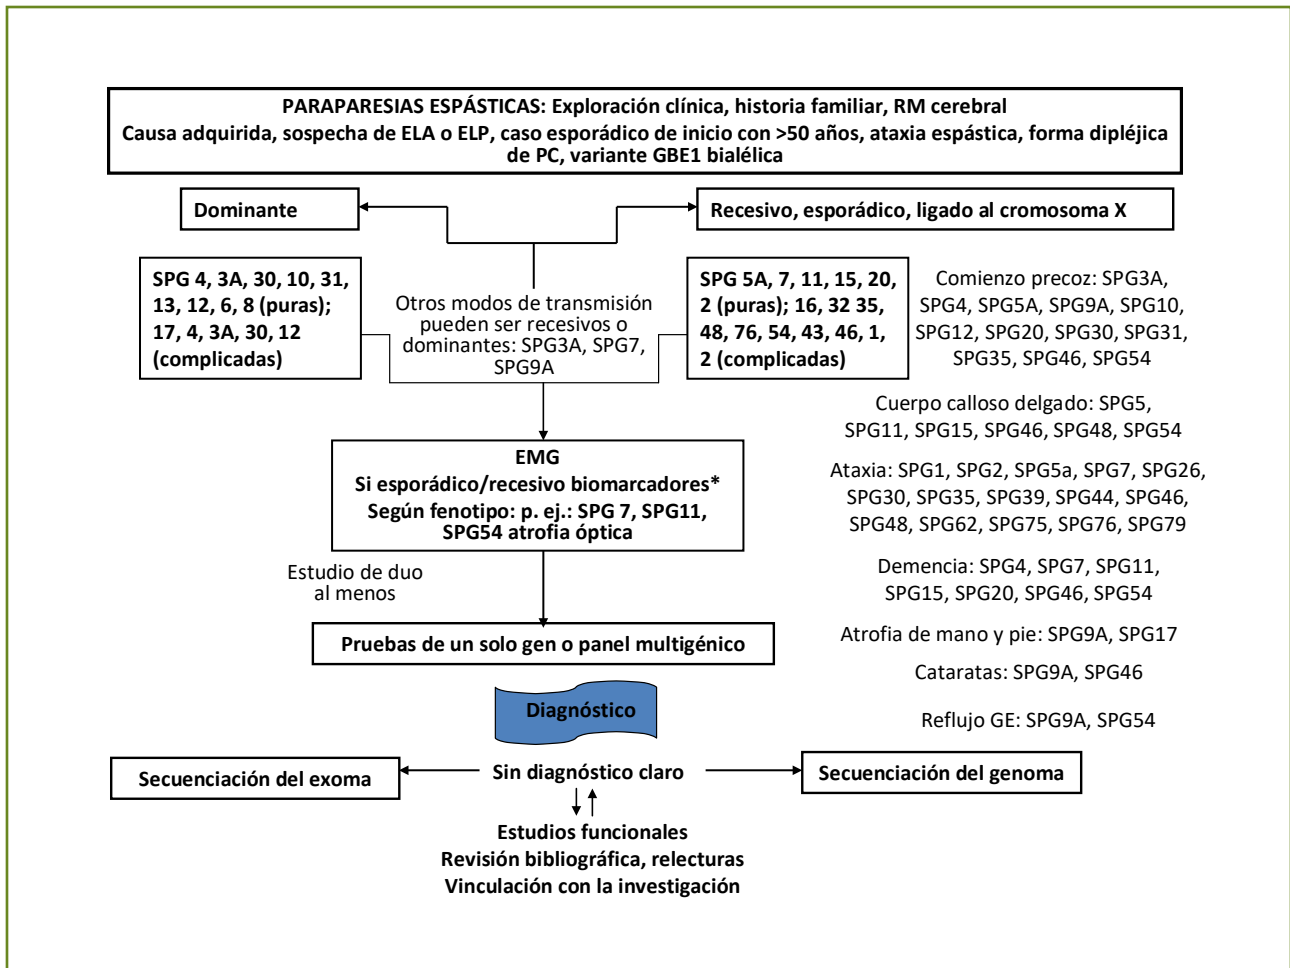 PARAPARESIAS ESPÁSTICAS: Exploración clínica, historia familiar, RM cerebral
Causa adquirida, sospecha de ELA o ELP, caso esporádico de inicio con >50 años, ataxia espástica, forma dipléjica
de PC, variante GBE1 bialélica
Dominante
Recesivo, esporádico, ligado al cromosoma X
SPG 4, 3A, 30, 10, 31,
13, 12, 6, 8 (puras);
17, 4, 3A, 30, 12
(complicadas)
Otros modos de transmisión
pueden ser recesivos o
dominantes: SPG3A, SPG7,
SPG9A
SPG 5A, 7, 11, 15, 20,
2 (puras); 16, 32 35,
48, 76, 54, 43, 46, 1,
2 (complicadas)
Comienzo precoz: SPG3A,
SPG4, SPG5A, SPG9A, SPG10,
SPG12, SPG20, SPG30, SPG31,
SPG35, SPG46, SPG54
Cuerpo calloso delgado: SPG5,
SPG11, SPG15, SPG46, SPG48, SPG54
EMG
Si esporádico/recesivo biomarcadores*
Según fenotipo: p. ej.: SPG 7, SPG11,
SPG54 atrofia óptica
Ataxia: SPG1, SPG2, SPG5a, SPG7, SPG26,
SPG30, SPG35, SPG39, SPG44, SPG46,
SPG48, SPG62, SPG75, SPG76, SPG79
Estudio de duo
al menos
Demencia: SPG4, SPG7, SPG11,
SPG15, SPG20, SPG46, SPG54
Pruebas de un solo gen o panel multigénico
Atrofia de mano y pie: SPG9A, SPG17
Cataratas: SPG9A, SPG46
Diagnóstico
Reflujo GE: SPG9A, SPG54
Secuenciación del exoma
Sin diagnóstico claro
Secuenciación del genoma
Estudios funcionales
Revisión bibliográfica, relecturas
Vinculación con la investigación